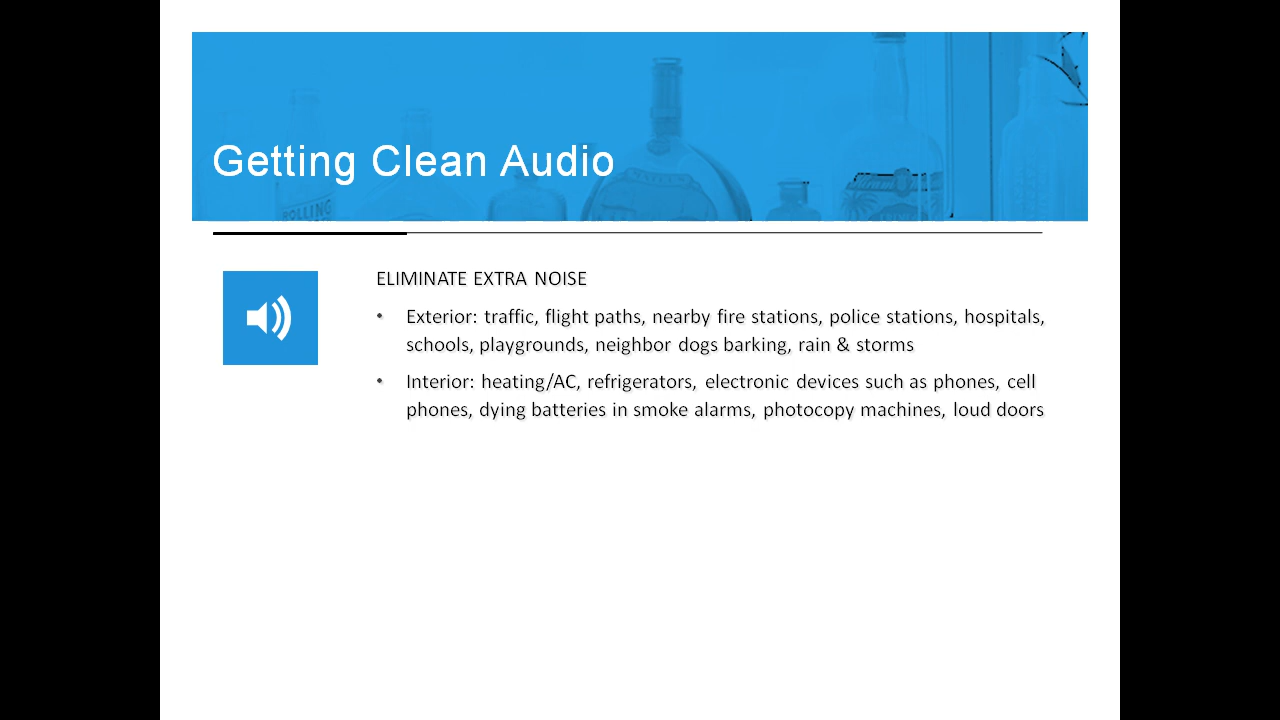 Getting Clean Audio
ELIMINATE EXTRA NOISE
• Exterior: traffic, flight paths, nearby fire stations, police stations, hospitals,
schools, playgrounds, neighbor dogs barking, rain & storms
• Interior: heating/AC, refrigerators, electronic devices such as phones, cell
phones, dying batteries in smoke alarms, photocopy machines, loud doors
ROLLING